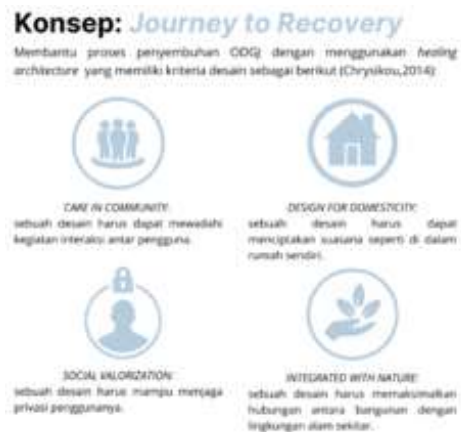 Konsep: Journey to Recovery
Membantu proses penyembuhan ODGJ dengan menggunakan healing
architecture yang memiliki kriteria desain sebagai berikut (Chrysikou,2014):
CARE IN COMMUNITY:
sebuah desain harus dapat mewadahi
kegiatan interaksi antar pengguna.
DESIGN FOR DOMESTICITY:
sebuah desain harus dapat
menciptakan suasana seperti di dalam
rumah sendiri.
SOCIAL VALORIZATION:
sebuah desain harus mampu menjaga
privasi penggunanya.
INTEGRATED WITH NATURE:
sebuah desain harus memaksimalkan
hubungan antara bangunan dengan
lingkungan alam sekitar.